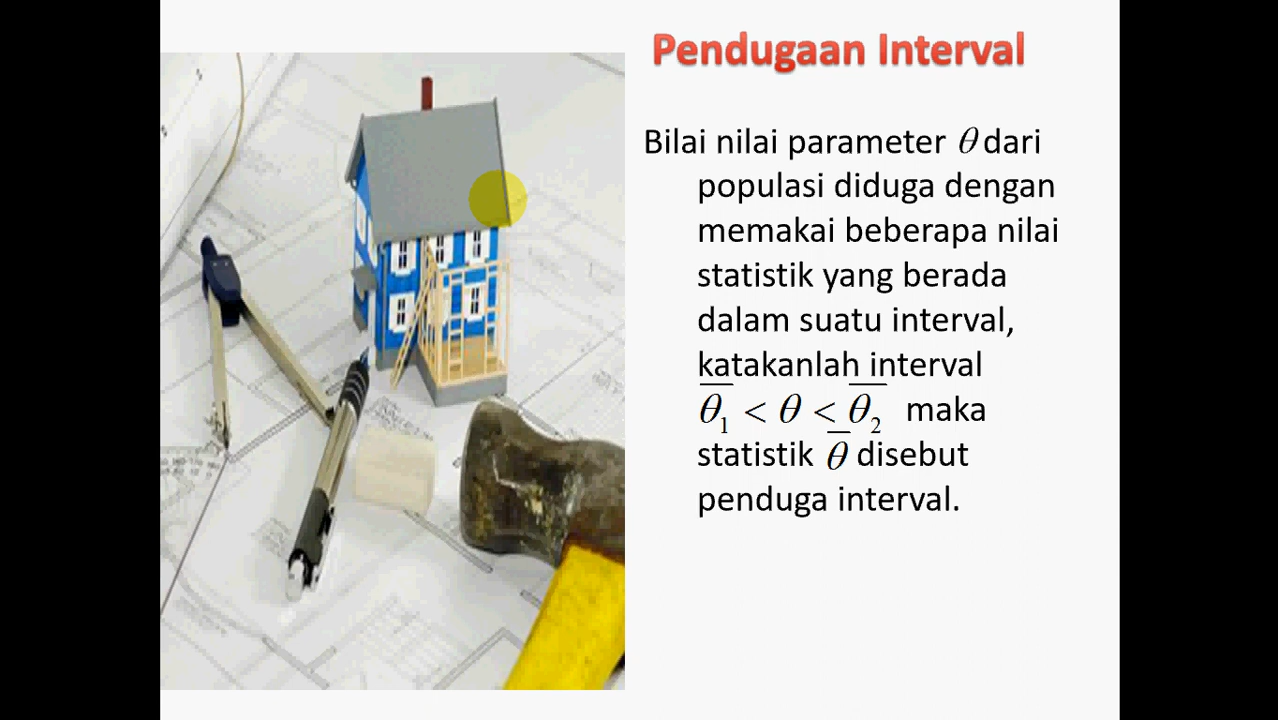 Pendugaan Interval
Bilai nilai parameter θ dari
populasi diduga dengan
memakai beberapa nilai
statistik yang berada
dalam suatu interval,
katakanlah interval
θ̅₁ < θ < θ̅₂ maka
statistik θ̅ disebut
penduga interval.